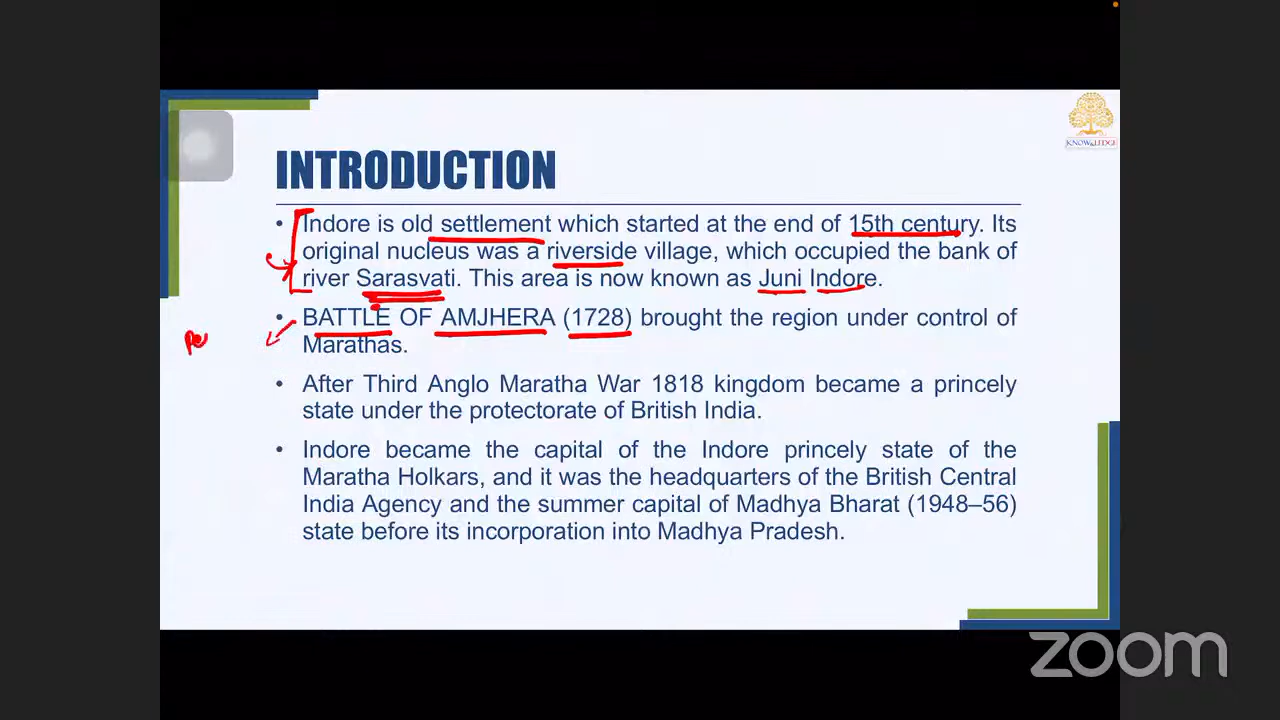 KNOWLEDGE
INTRODUCTION
• Indore is old settlement which started at the end of 15th century. Its
original nucleus was a riverside village, which occupied the bank of
river Sarasvati. This area is now known as Juni Indore.
• BATTLE OF AMJHERA (1728) brought the region under control of
Marathas.
• After Third Anglo Maratha War 1818 kingdom became a princely
state under the protectorate of British India.
• Indore became the capital of the Indore princely state of the
Maratha Holkars, and it was the headquarters of the British Central
India Agency and the summer capital of Madhya Bharat (1948–56)
state before its incorporation into Madhya Pradesh.
zoom